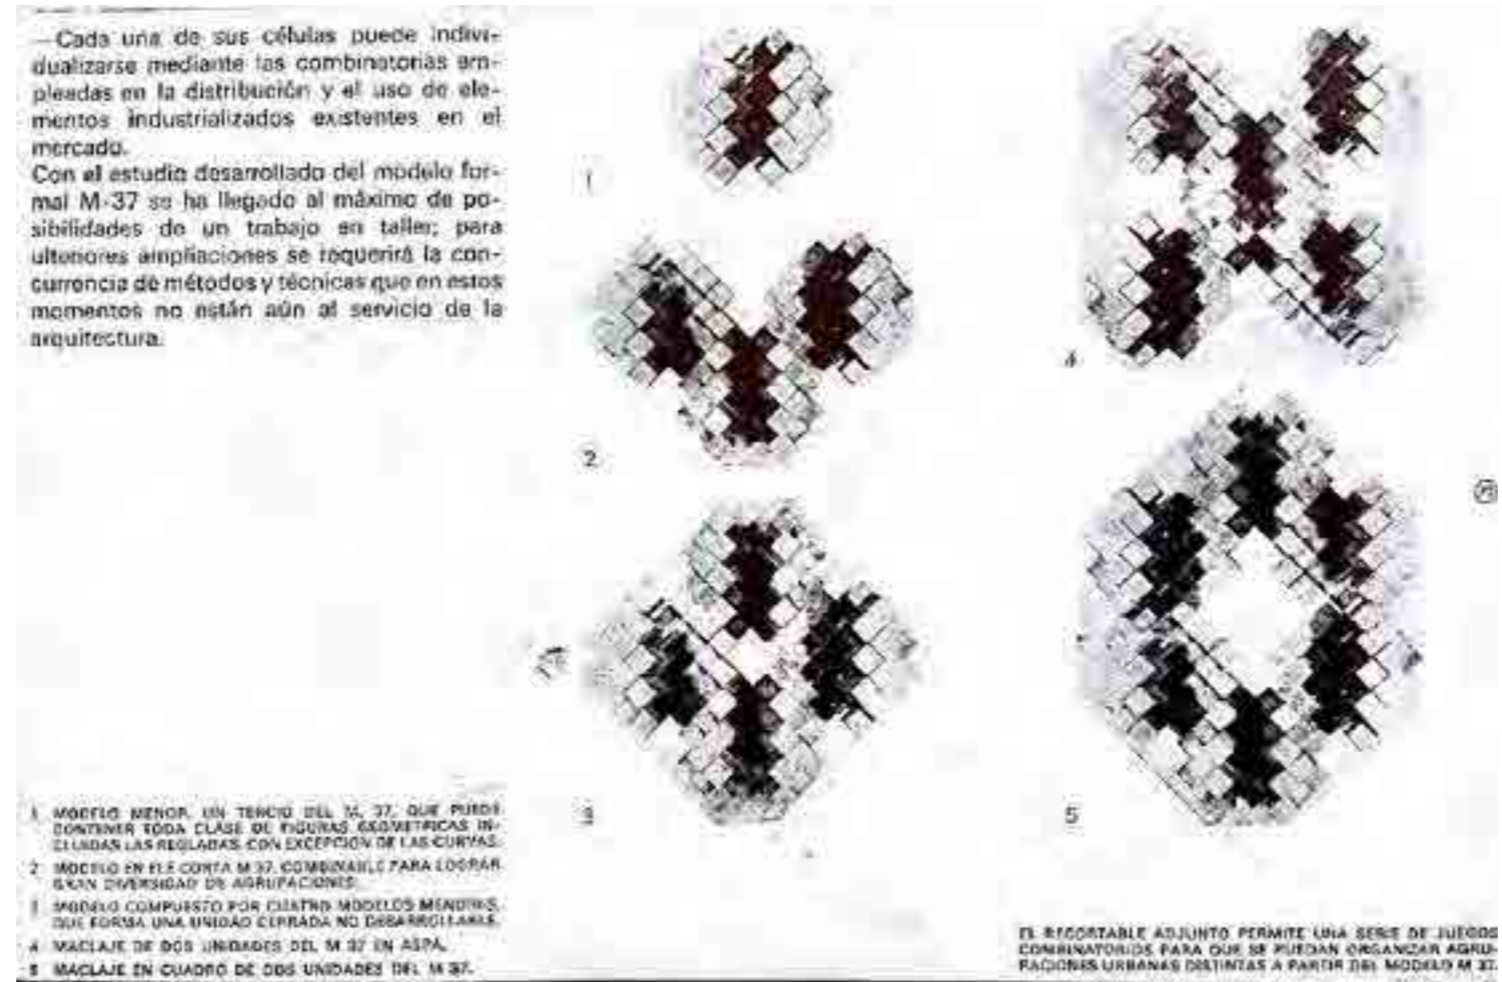 —Cada una de sus células puede indivi-
dualizarse mediante las combinatorias em-
pleadas en la distribución y el uso de ele-
mentos industrializados existentes en el
mercado.
Con el estudio desarrollado del modelo for-
mal M-37 se ha llegado al máximo de po-
sibilidades de un trabajo en taller; para
ulteriores ampliaciones se requerirá la con-
currencia de métodos y técnicas que en estos
momentos no están aún al servicio de la
arquitectura.
1 MODELO MENOR, UN TERCIO DEL M. 37, QUE PUEDE
CONTENER TODA CLASE DE FIGURAS GEOMETRICAS IN-
CLUIDAS LAS REGLADAS, CON EXCEPCION DE LAS CURVAS.
2 MODELO EN ELE CORTA M 37, COMBINABLE PARA LOGRAR
GRAN DIVERSIDAD DE AGRUPACIONES.
3 MODELO COMPUESTO POR CUATRO MODELOS MENORES,
QUE FORMA UNA UNIDAD CERRADA NO DESARROLLABLE.
4 MACLAJE DE DOS UNIDADES DEL M 37 EN ASPA.
5 MACLAJE EN CUADRO DE DOS UNIDADES DEL M 37.
1
2
3
4
5
EL RECORTABLE ADJUNTO PERMITE UNA SERIE DE JUEGOS
COMBINATORIOS PARA QUE SE PUEDAN ORGANIZAR AGRU-
PACIONES URBANAS DISTINTAS A PARTIR DEL MODELO M 37.